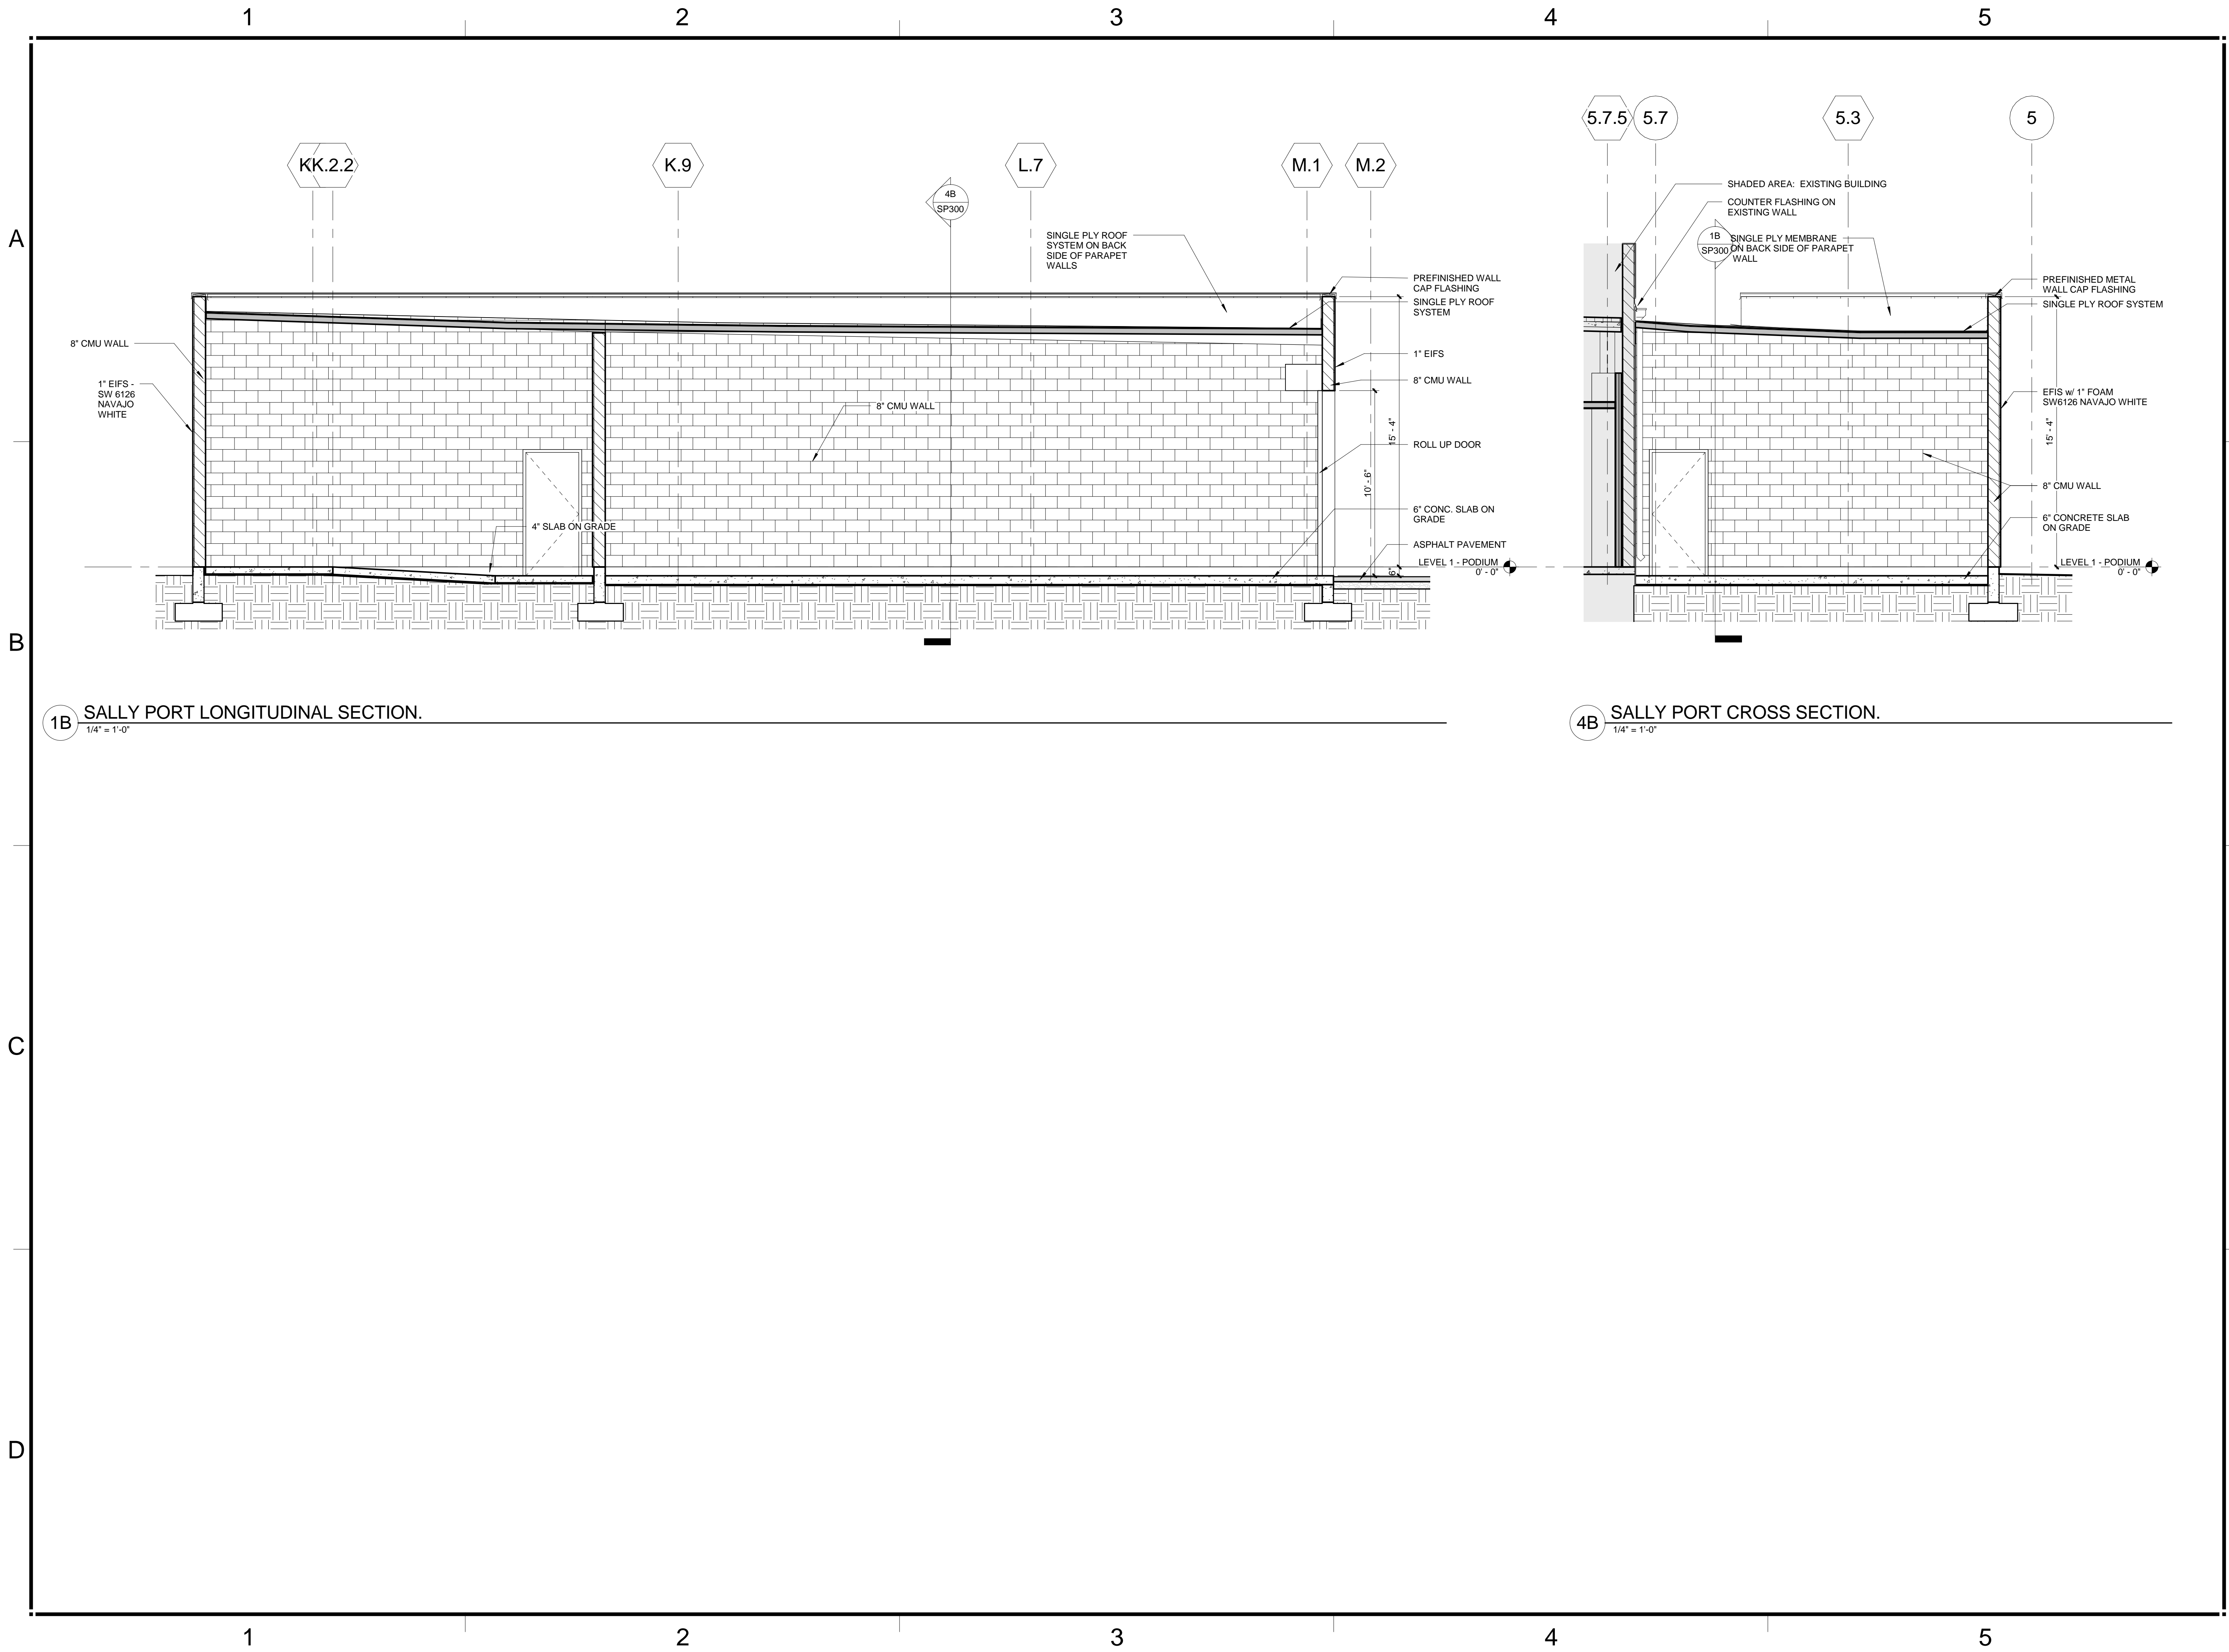 1 2 3 4 5
A
B
C
D
K K.2.2 K.9 L.7 M.1 M.2
4B
SP300
SINGLE PLY ROOF
SYSTEM ON BACK
SIDE OF PARAPET
WALLS
PREFINISHED WALL
CAP FLASHING
SINGLE PLY ROOF
SYSTEM
8" CMU WALL
1" EIFS -
SW 6126
NAVAJO
WHITE
1" EIFS
8" CMU WALL
8" CMU WALL
15' - 4"
ROLL UP DOOR
10' - 6"
4" SLAB ON GRADE
6" CONC. SLAB ON
GRADE
ASPHALT PAVEMENT
6"
LEVEL 1 - PODIUM
0' - 0"
1B
SALLY PORT LONGITUDINAL SECTION.
1/4" = 1'-0"
5.7.5 5.7 5.3 5
SHADED AREA:  EXISTING BUILDING
COUNTER FLASHING ON
EXISTING WALL
1B
SP300
SINGLE PLY MEMBRANE
ON BACK SIDE OF PARAPET
WALL
PREFINISHED METAL
WALL CAP FLASHING
SINGLE PLY ROOF SYSTEM
EFIS w/ 1" FOAM
SW6126 NAVAJO WHITE
15' - 4"
8" CMU WALL
6" CONCRETE SLAB
ON GRADE
LEVEL 1 - PODIUM
0' - 0"
4B
SALLY PORT CROSS SECTION.
1/4" = 1'-0"
1 2 3 4 5